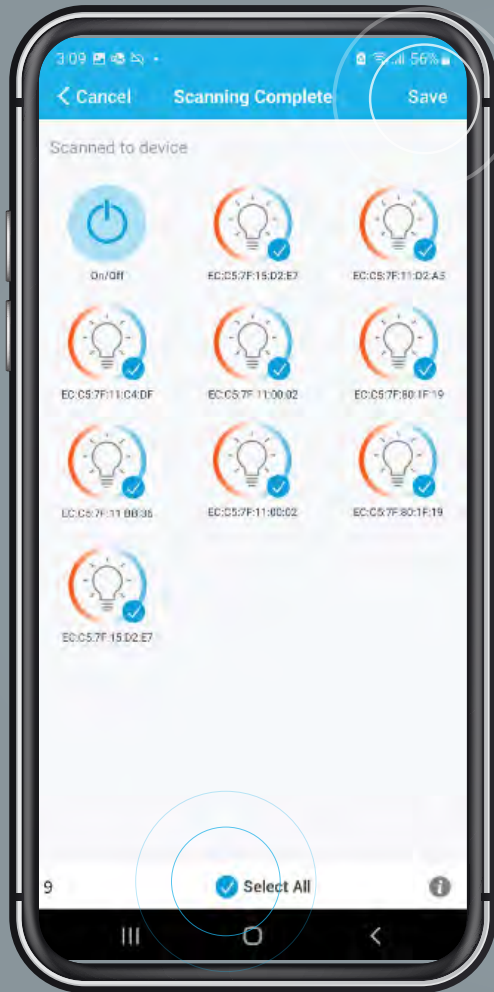 3:09 56%
Cancel Scanning Complete Save
Scanned to device
On/Off EC:C5:7F:15:D2:E7 EC:C5:7F:11:D2:A5
EC:C5:7F:11:C4:DF EC:C5:7F:11:00:02 EC:C5:7F:80:1F:19
EC:C5:7F:11:BB:36 EC:C5:7F:11:00:02 EC:C5:7F:80:1F:19
EC:C5:7F:15:D2:E7
9 Select All